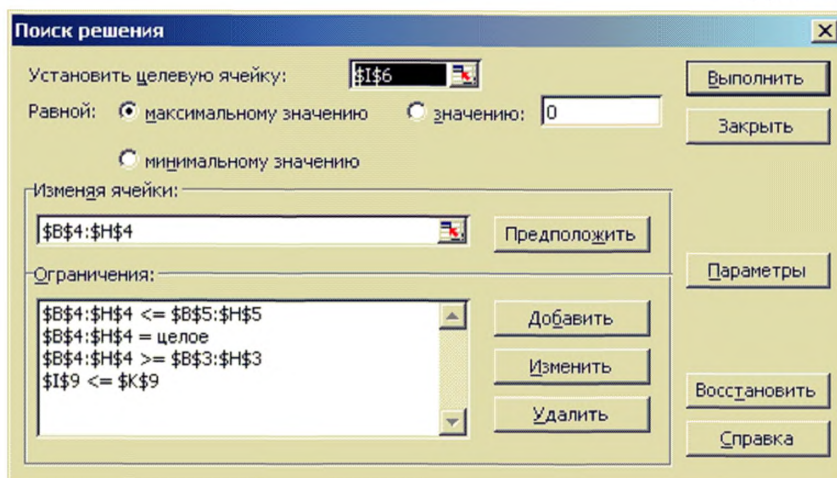 Поиск решения
Установить целевую ячейку: $I$6
Выполнить
Равной: максимальному значению значению: 0
Закрыть
минимальному значению
Изменяя ячейки:
$B$4:$H$4
Предположить
Ограничения:
Параметры
$B$4:$H$4 <= $B$5:$H$5
$B$4:$H$4 = целое
$B$4:$H$4 >= $B$3:$H$3
$I$9 <= $K$9
Добавить
Изменить
Удалить
Восстановить
Справка